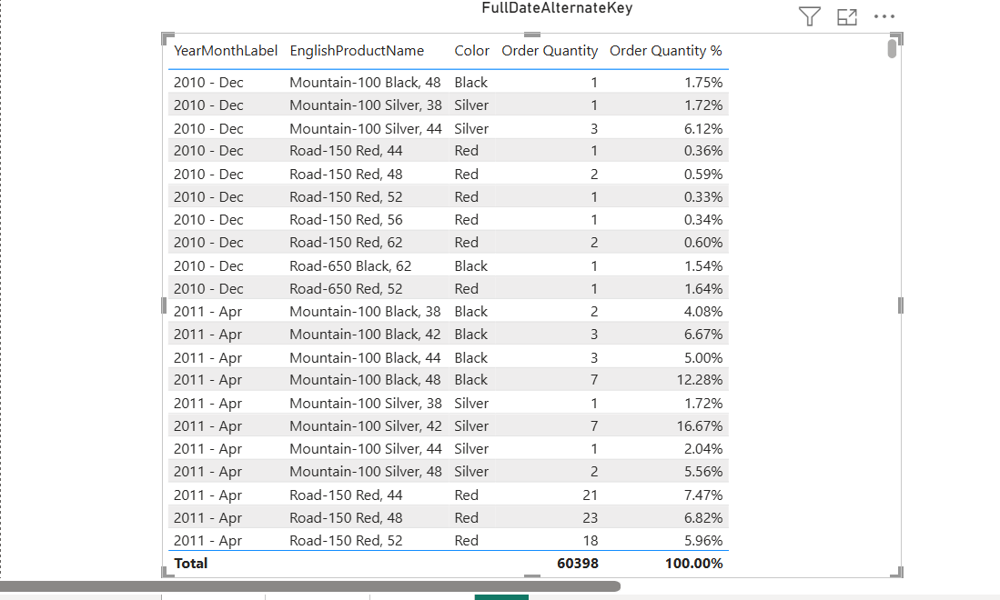 FullDateAlternateKey
YearMonthLabel EnglishProductName Color Order Quantity Order Quantity %
2010 - Dec Mountain-100 Black, 48 Black 1 1.75%
2010 - Dec Mountain-100 Silver, 38 Silver 1 1.72%
2010 - Dec Mountain-100 Silver, 44 Silver 3 6.12%
2010 - Dec Road-150 Red, 44 Red 1 0.36%
2010 - Dec Road-150 Red, 48 Red 2 0.59%
2010 - Dec Road-150 Red, 52 Red 1 0.33%
2010 - Dec Road-150 Red, 56 Red 1 0.34%
2010 - Dec Road-150 Red, 62 Red 2 0.60%
2010 - Dec Road-650 Black, 62 Black 1 1.54%
2010 - Dec Road-650 Red, 52 Red 1 1.64%
2011 - Apr Mountain-100 Black, 38 Black 2 4.08%
2011 - Apr Mountain-100 Black, 42 Black 3 6.67%
2011 - Apr Mountain-100 Black, 44 Black 3 5.00%
2011 - Apr Mountain-100 Black, 48 Black 7 12.28%
2011 - Apr Mountain-100 Silver, 38 Silver 1 1.72%
2011 - Apr Mountain-100 Silver, 42 Silver 7 16.67%
2011 - Apr Mountain-100 Silver, 44 Silver 1 2.04%
2011 - Apr Mountain-100 Silver, 48 Silver 2 5.56%
2011 - Apr Road-150 Red, 44 Red 21 7.47%
2011 - Apr Road-150 Red, 48 Red 23 6.82%
2011 - Apr Road-150 Red, 52 Red 18 5.96%
Total 60398 100.00%